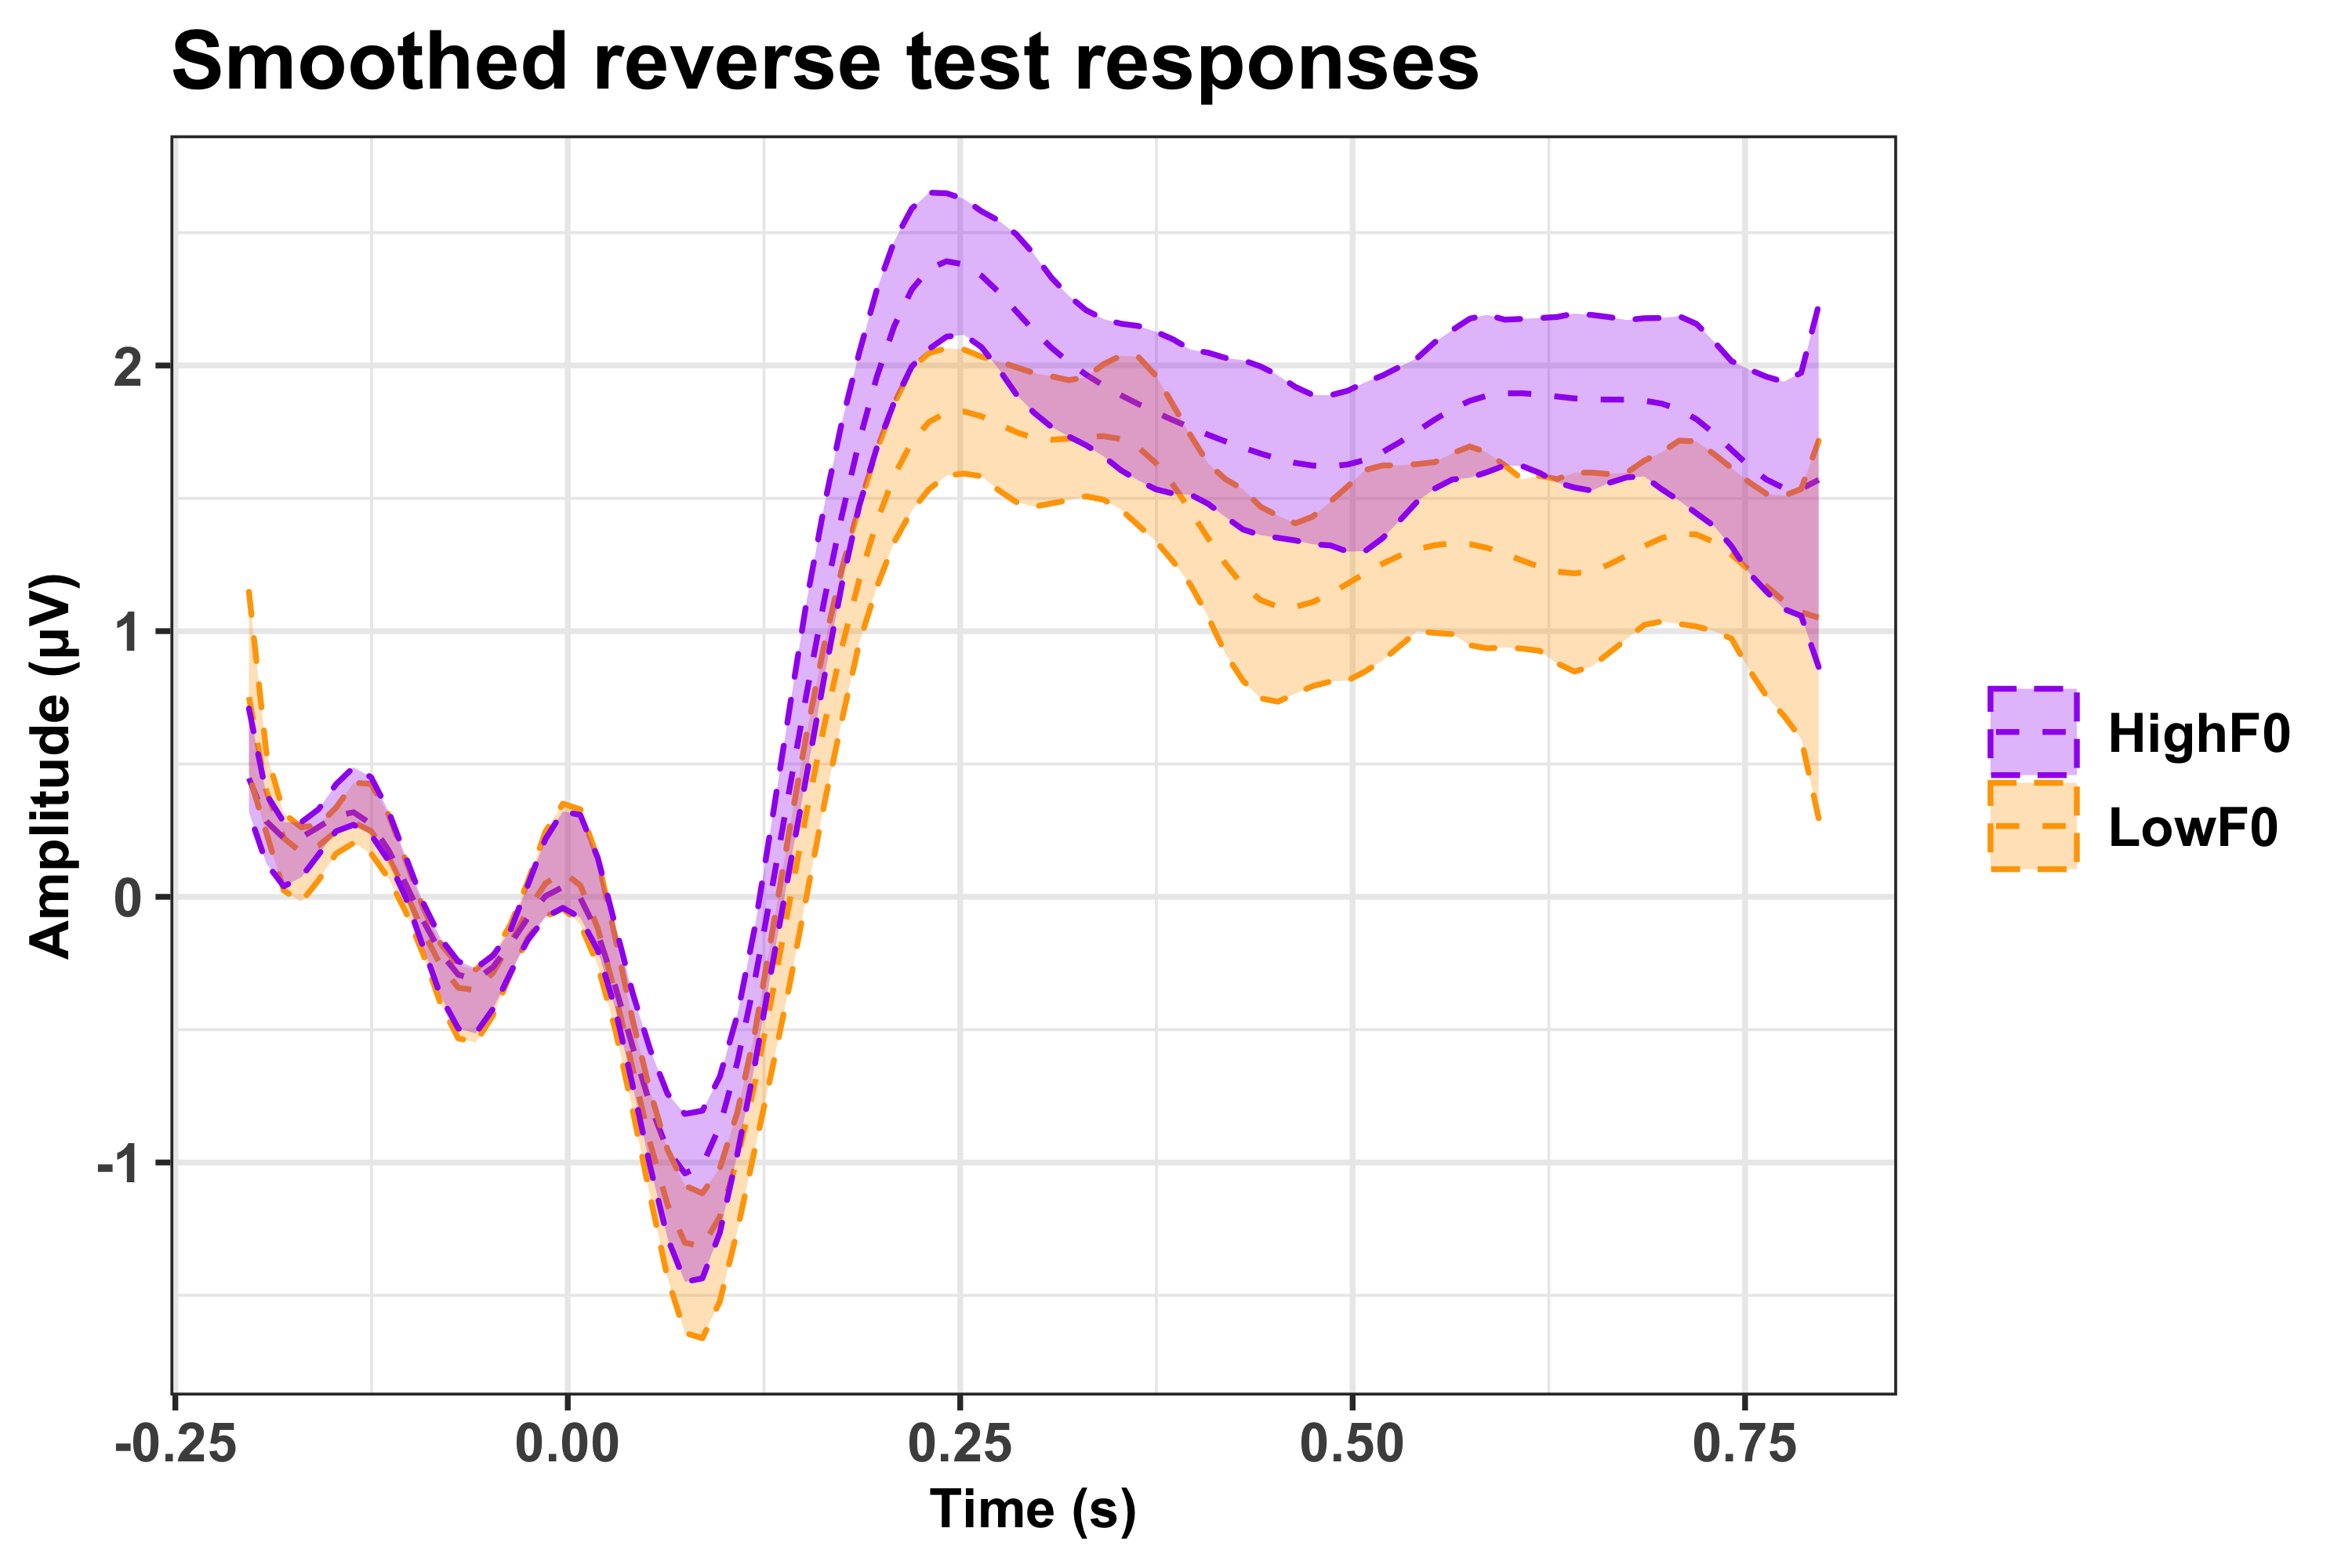 Smoothed reverse test responses
Amplitude (µV)
2
1
0
-1
-0.25 0.00 0.25 0.50 0.75
Time (s)
HighF0
LowF0